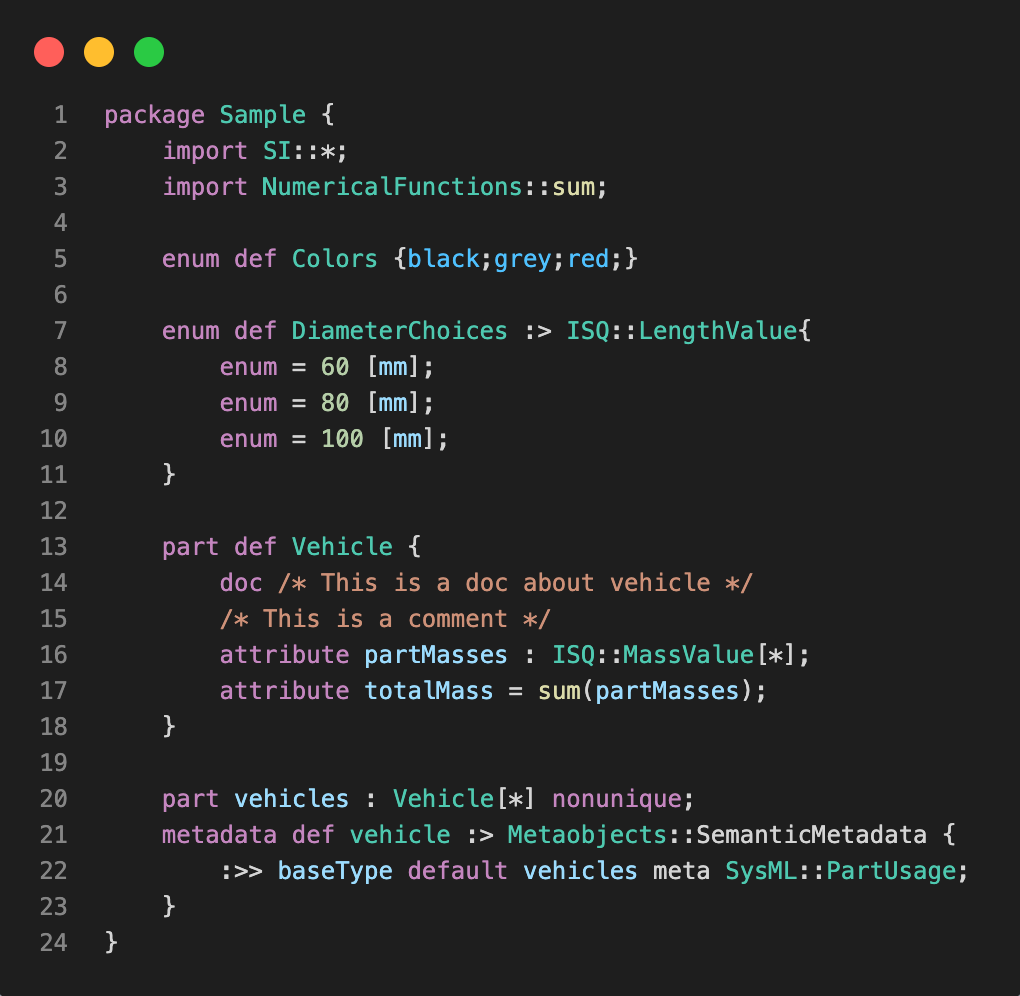 1 package Sample {
2     import SI::*;
3     import NumericalFunctions::sum;
4
5     enum def Colors {black;grey;red;}
6
7     enum def DiameterChoices :> ISQ::LengthValue{
8         enum = 60 [mm];
9         enum = 80 [mm];
10         enum = 100 [mm];
11     }
12
13     part def Vehicle {
14         doc /* This is a doc about vehicle */
15         /* This is a comment */
16         attribute partMasses : ISQ::MassValue[*];
17         attribute totalMass = sum(partMasses);
18     }
19
20     part vehicles : Vehicle[*] nonunique;
21     metadata def vehicle :> Metaobjects::SemanticMetadata {
22         :>> baseType default vehicles meta SysML::PartUsage;
23     }
24 }